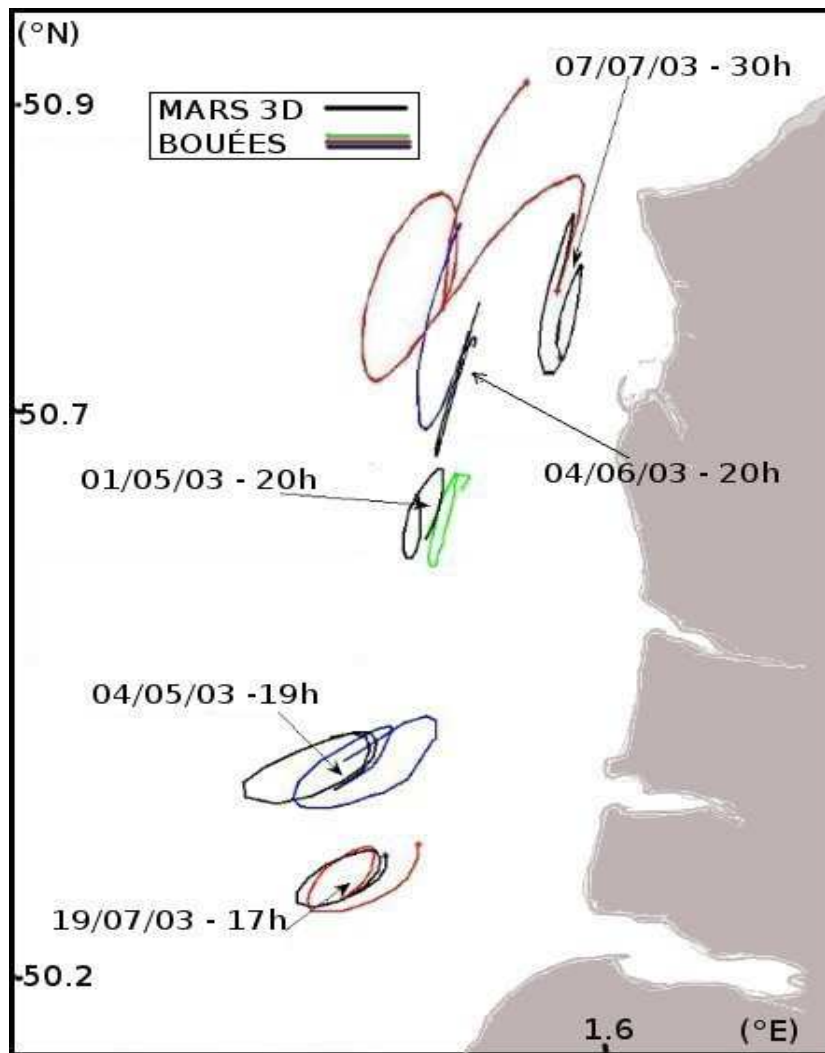 (°N)
07/07/03 - 30h
50.9
MARS 3D
BOUÉES
50.7
01/05/03 - 20h
04/06/03 - 20h
04/05/03 -19h
19/07/03 - 17h
50.2
1.6 (°E)